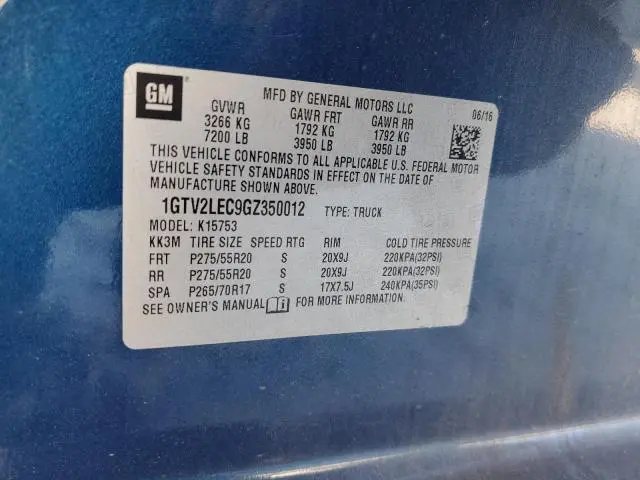 GM
MFD BY GENERAL MOTORS LLC 06/16
GVWR GAWR FRT GAWR RR
3266 KG 1792 KG 1792 KG
7200 LB 3950 LB 3950 LB
THIS VEHICLE CONFORMS TO ALL APPLICABLE U.S. FEDERAL MOTOR
VEHICLE SAFETY STANDARDS IN EFFECT ON THE DATE OF
MANUFACTURE SHOWN ABOVE.
1GTV2LEC9GZ350012 TYPE: TRUCK
MODEL: K15753
KK3M TIRE SIZE SPEED RTG RIM COLD TIRE PRESSURE
FRT P275/55R20 S 20X9J 220KPA(32PSI)
RR P275/55R20 S 20X9J 220KPA(32PSI)
SPA P265/70R17 S 17X7.5J 240KPA(35PSI)
SEE OWNER'S MANUAL FOR MORE INFORMATION.